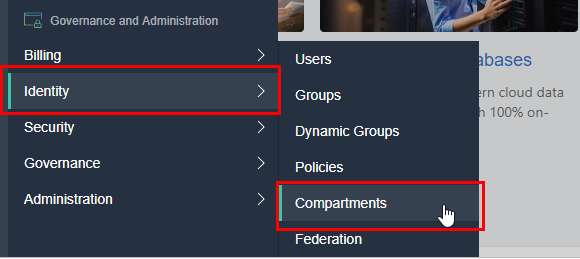 Governance and Administration
Billing
Identity
Security
Governance
Administration
Users
Groups
Dynamic Groups
Policies
Compartments
Federation
abases
ern cloud data
h 100% on-